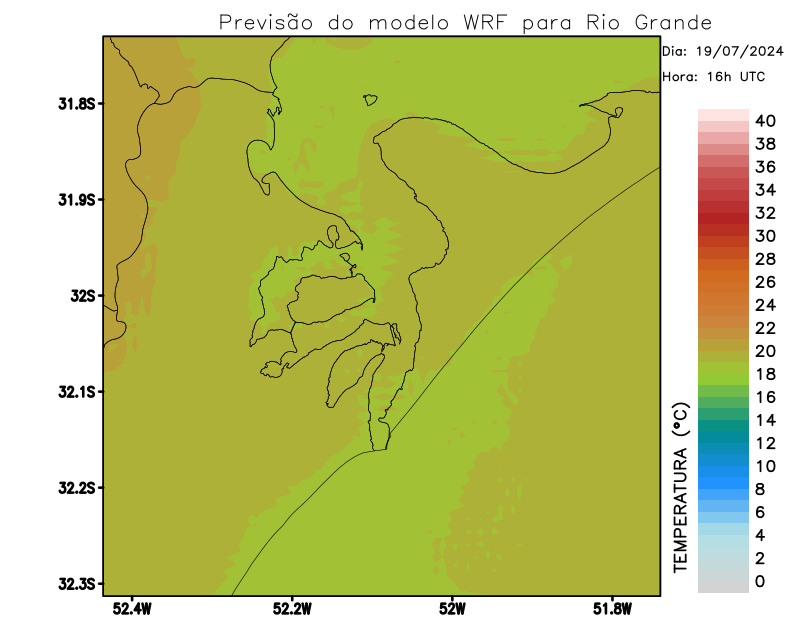 Previsão do modelo WRF para Rio Grande
Dia: 19/07/2024
Hora: 16h UTC
31.8S
31.9S
32S
32.1S
32.2S
32.3S
52.4W
52.2W
52W
51.8W
TEMPERATURA (°C)
40
38
36
34
32
30
28
26
24
22
20
18
16
14
12
10
8
6
4
2
0